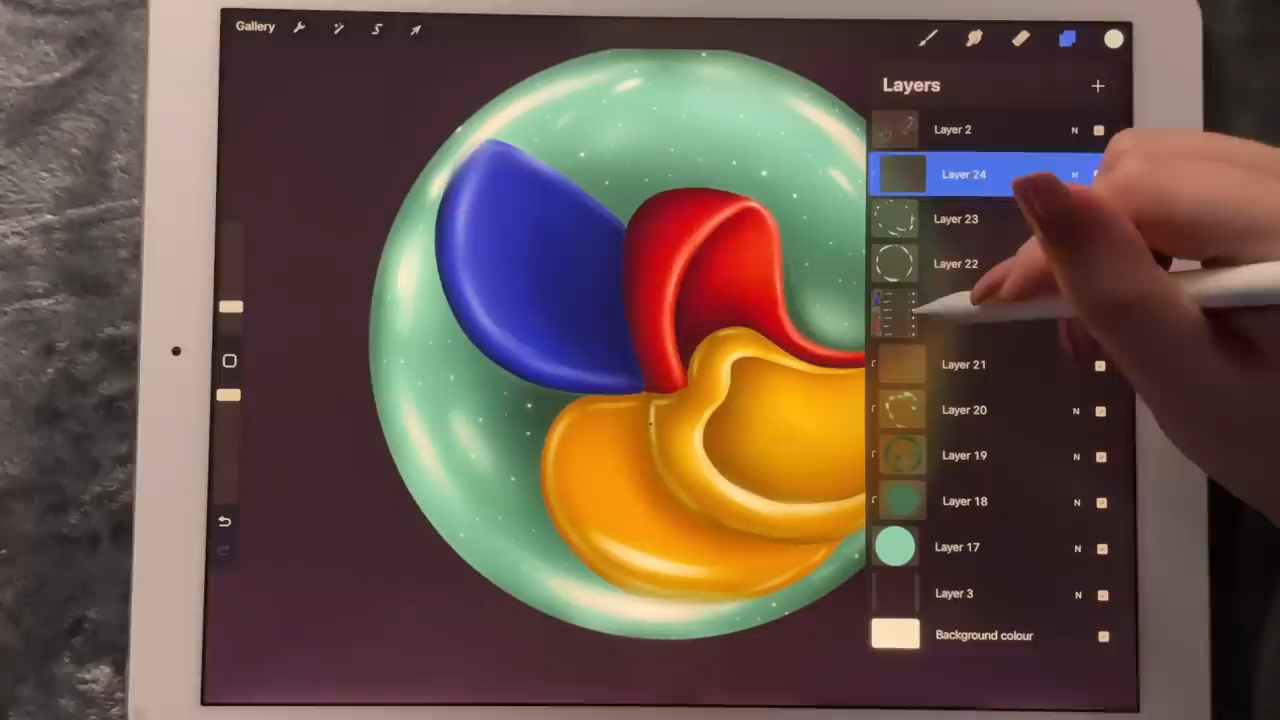 Gallery
Layers
Layer 2 N
Layer 24 N
Layer 23
Layer 22
Layer 21
Layer 20 N
Layer 19 N
Layer 18 N
Layer 17 N
Layer 3 N
Background colour